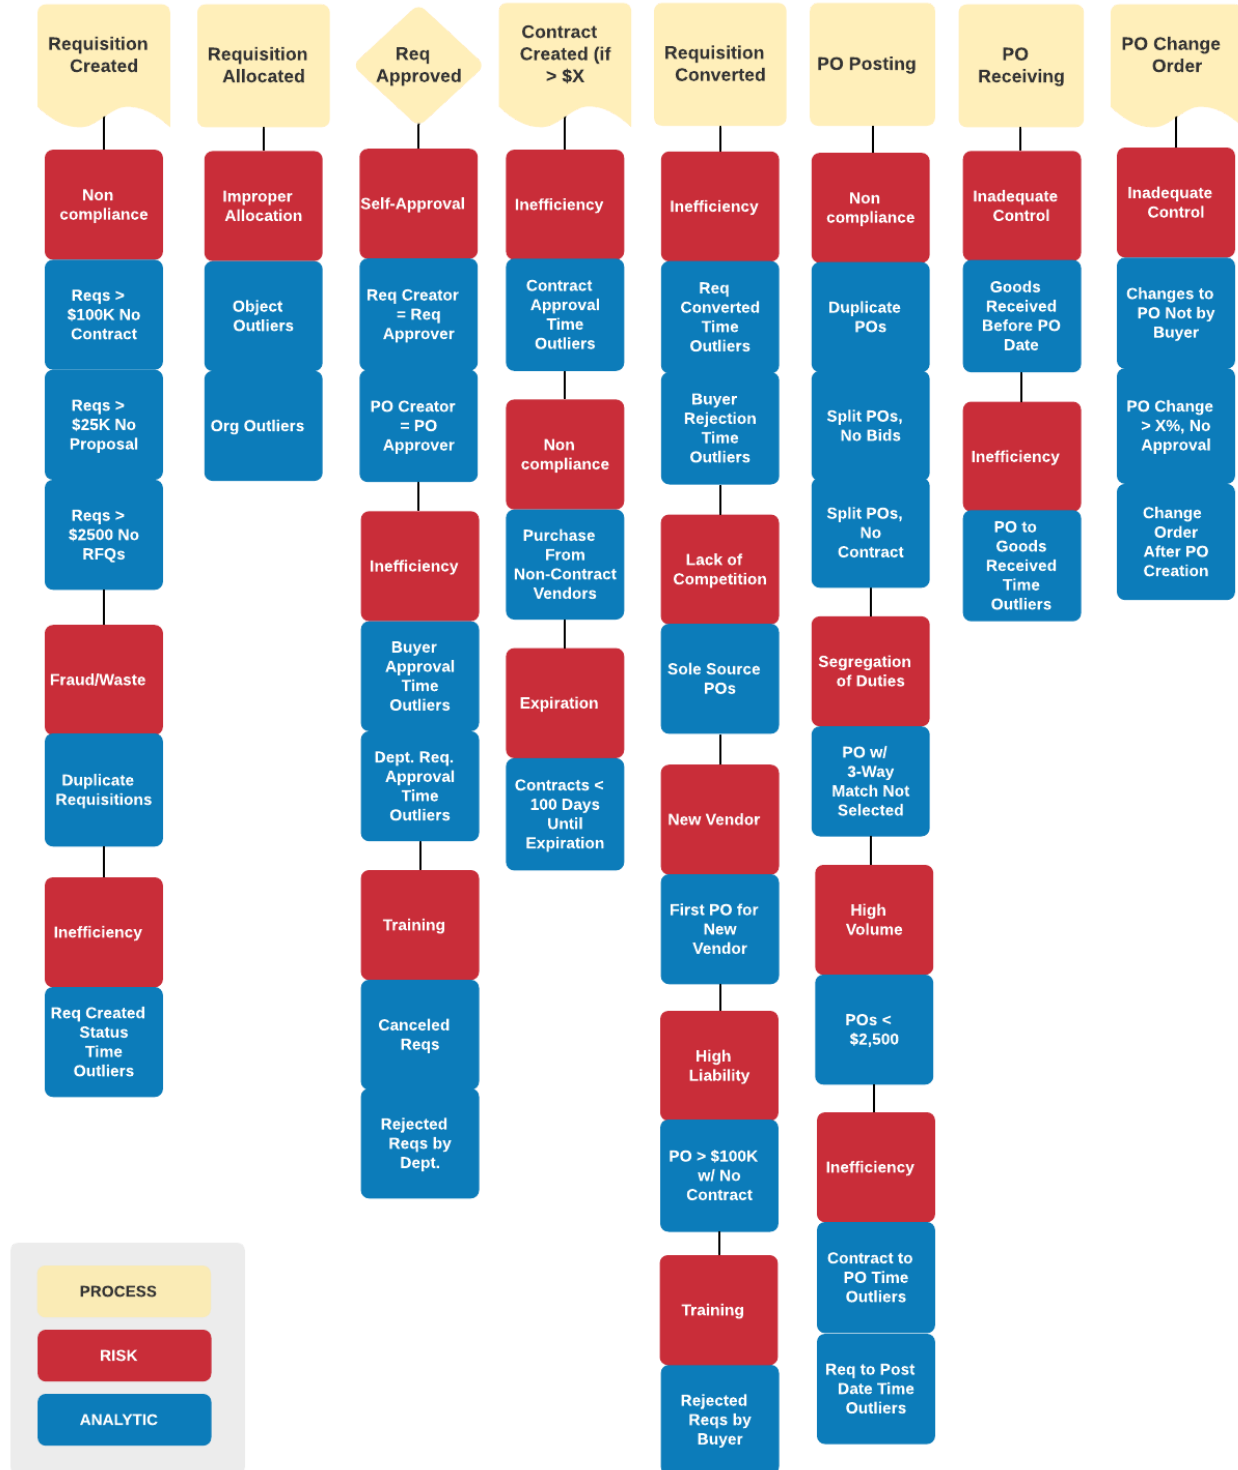 Requisition
Created
Non
compliance
Reqs >
$100K No
Contract
Reqs >
$25K No
Proposal
Reqs >
$2500 No
RFQs
Fraud/Waste
Duplicate
Requisitions
Inefficiency
Req Created
Status
Time
Outliers
Requisition
Allocated
Improper
Allocation
Object
Outliers
Org Outliers
Req
Approved
Self-Approval
Req Creator
= Req
Approver
PO Creator
= PO
Approver
Inefficiency
Buyer
Approval
Time
Outliers
Dept. Req.
Approval
Time
Outliers
Training
Canceled
Reqs
Rejected
Reqs by
Dept.
Contract
Created (if
> $X
Inefficiency
Contract
Approval
Time
Outliers
Non
compliance
Purchase
From
Non-Contract
Vendors
Expiration
Contracts <
100 Days
Until
Expiration
Requisition
Converted
Inefficiency
Req
Converted
Time
Outliers
Buyer
Rejection
Time
Outliers
Lack of
Competition
Sole Source
POs
New Vendor
First PO for
New
Vendor
High
Liability
PO > $100K
w/ No
Contract
Training
Rejected
Reqs by
Buyer
PO Posting
Non
compliance
Duplicate
POs
Split POs,
No Bids
Split POs,
No
Contract
Segregation
of Duties
PO w/
3-Way
Match Not
Selected
High
Volume
POs <
$2,500
Inefficiency
Contract to
PO Time
Outliers
Req to Post
Date Time
Outliers
PO
Receiving
Inadequate
Control
Goods
Received
Before PO
Date
Inefficiency
PO to
Goods
Received
Time
Outliers
PO Change
Order
Inadequate
Control
Changes to
PO Not by
Buyer
PO Change
> X%, No
Approval
Change
Order
After PO
Creation
PROCESS
RISK
ANALYTIC